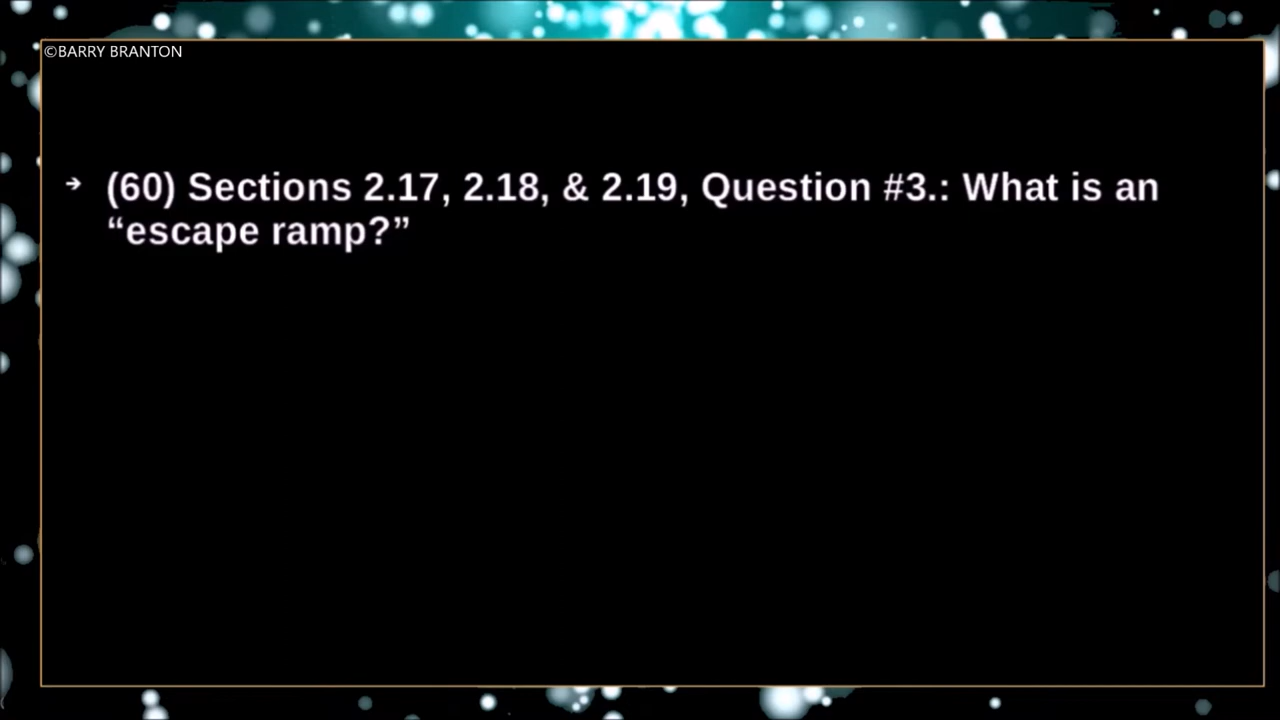 ©BARRY BRANTON
➔ (60) Sections 2.17, 2.18, & 2.19, Question #3.: What is an
“escape ramp?”